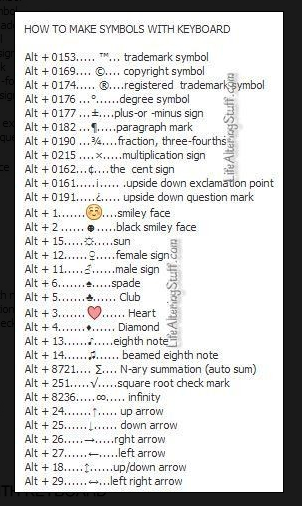 HOW TO MAKE SYMBOLS WITH KEYBOARD
Alt + 0153..... ™... trademark symbol
Alt + 0169.... ©.... copyright symbol
Alt + 0174.....®....registered trademark symbol
Alt + 0176 ...°......degree symbol
Alt + 0177 ...±....plus-or -minus sign
Alt + 0182 ...¶.....paragraph mark
Alt + 0190 ...¾....fraction, three-fourths
Alt + 0215 ....×.....multiplication sign
Alt + 0162...¢....the cent sign
Alt + 0161.....¡..... .upside down exclamation point
Alt + 0191.....¿..... upside down question mark
Alt + 1.......☺....smiley face
Alt + 2 ...... ☻.....black smiley face
Alt + 15.....☼.....sun
Alt + 12.....♀.....female sign
Alt + 11.....♂.....male sign
Alt + 6.......♠.....spade
Alt + 5.......♣...... Club
Alt + 3.......♥...... Heart
Alt + 4.......♦...... Diamond
Alt + 13......♪.....eighth note
Alt + 14......♫...... beamed eighth note
Alt + 8721.... ∑.... N-ary summation (auto sum)
Alt + 251.....√.....square root check mark
Alt + 8236.....∞..... infinity
Alt + 24.......↑..... up arrow
Alt + 25......↓...... down arrow
Alt + 26.....→.....rght arrow
Alt + 27.....←.....left arrow
Alt + 18.....↕......up/down arrow
Alt + 29.....↔...left right arrow
LifeAlteringStuff.com
LifeAlteringStuff.com